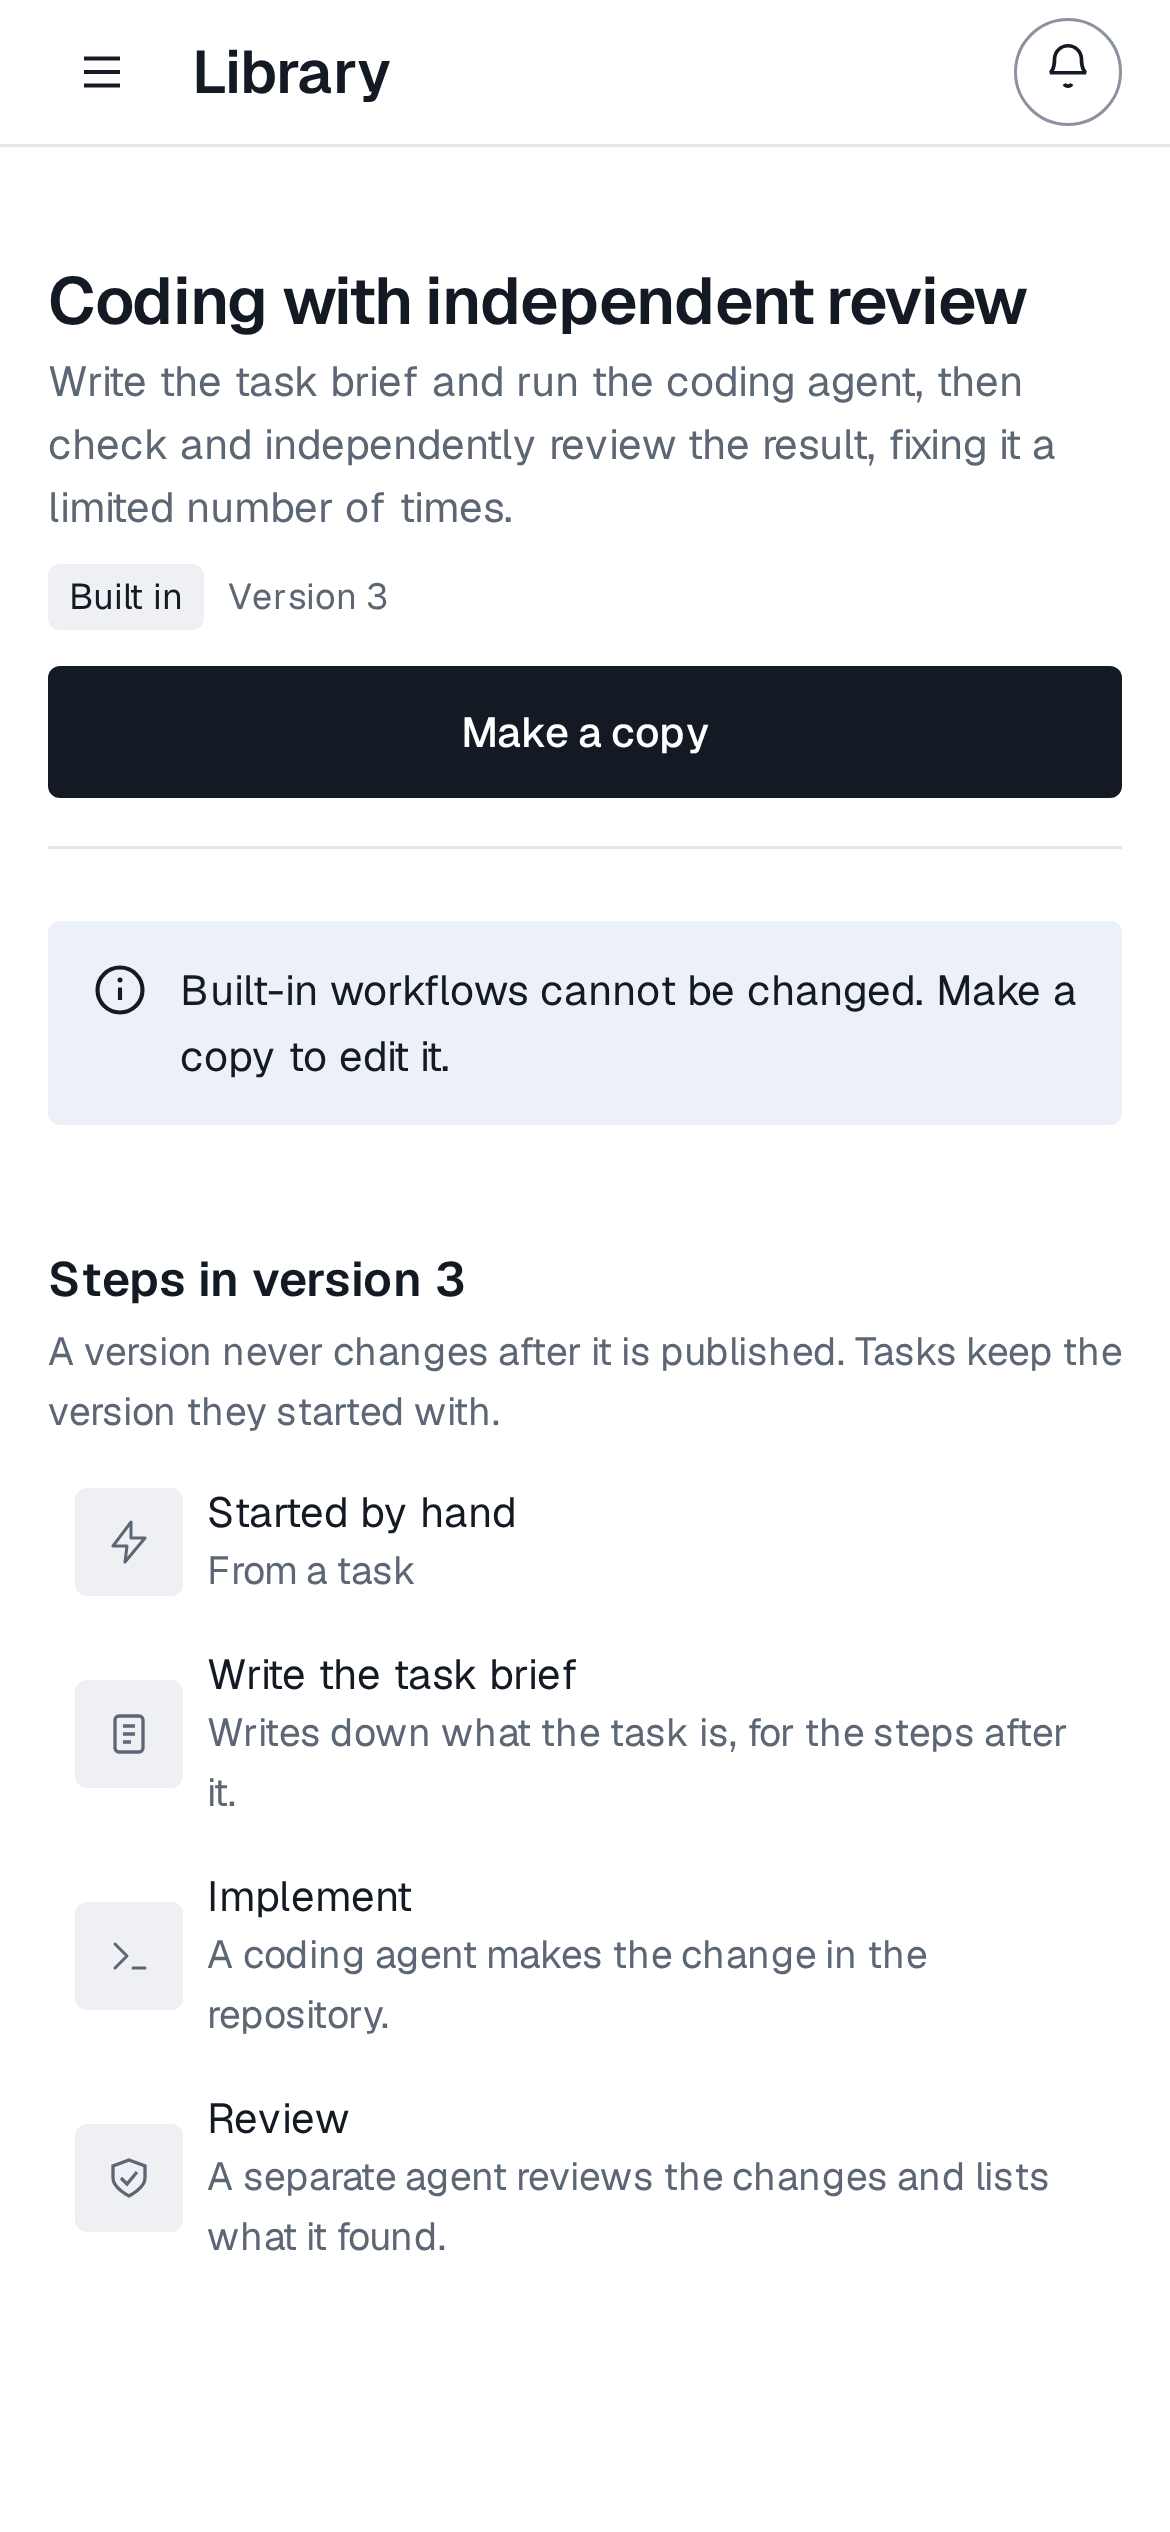 Library
Coding with independent review
Write the task brief and run the coding agent, then
check and independently review the result, fixing it a
limited number of times.
Built in
Version 3
Make a copy
Built-in workflows cannot be changed. Make a
copy to edit it.
Steps in version 3
A version never changes after it is published. Tasks keep the
version they started with.
Started by hand
From a task
Write the task brief
Writes down what the task is, for the steps after
it.
Implement
A coding agent makes the change in the
repository.
Review
A separate agent reviews the changes and lists
what it found.